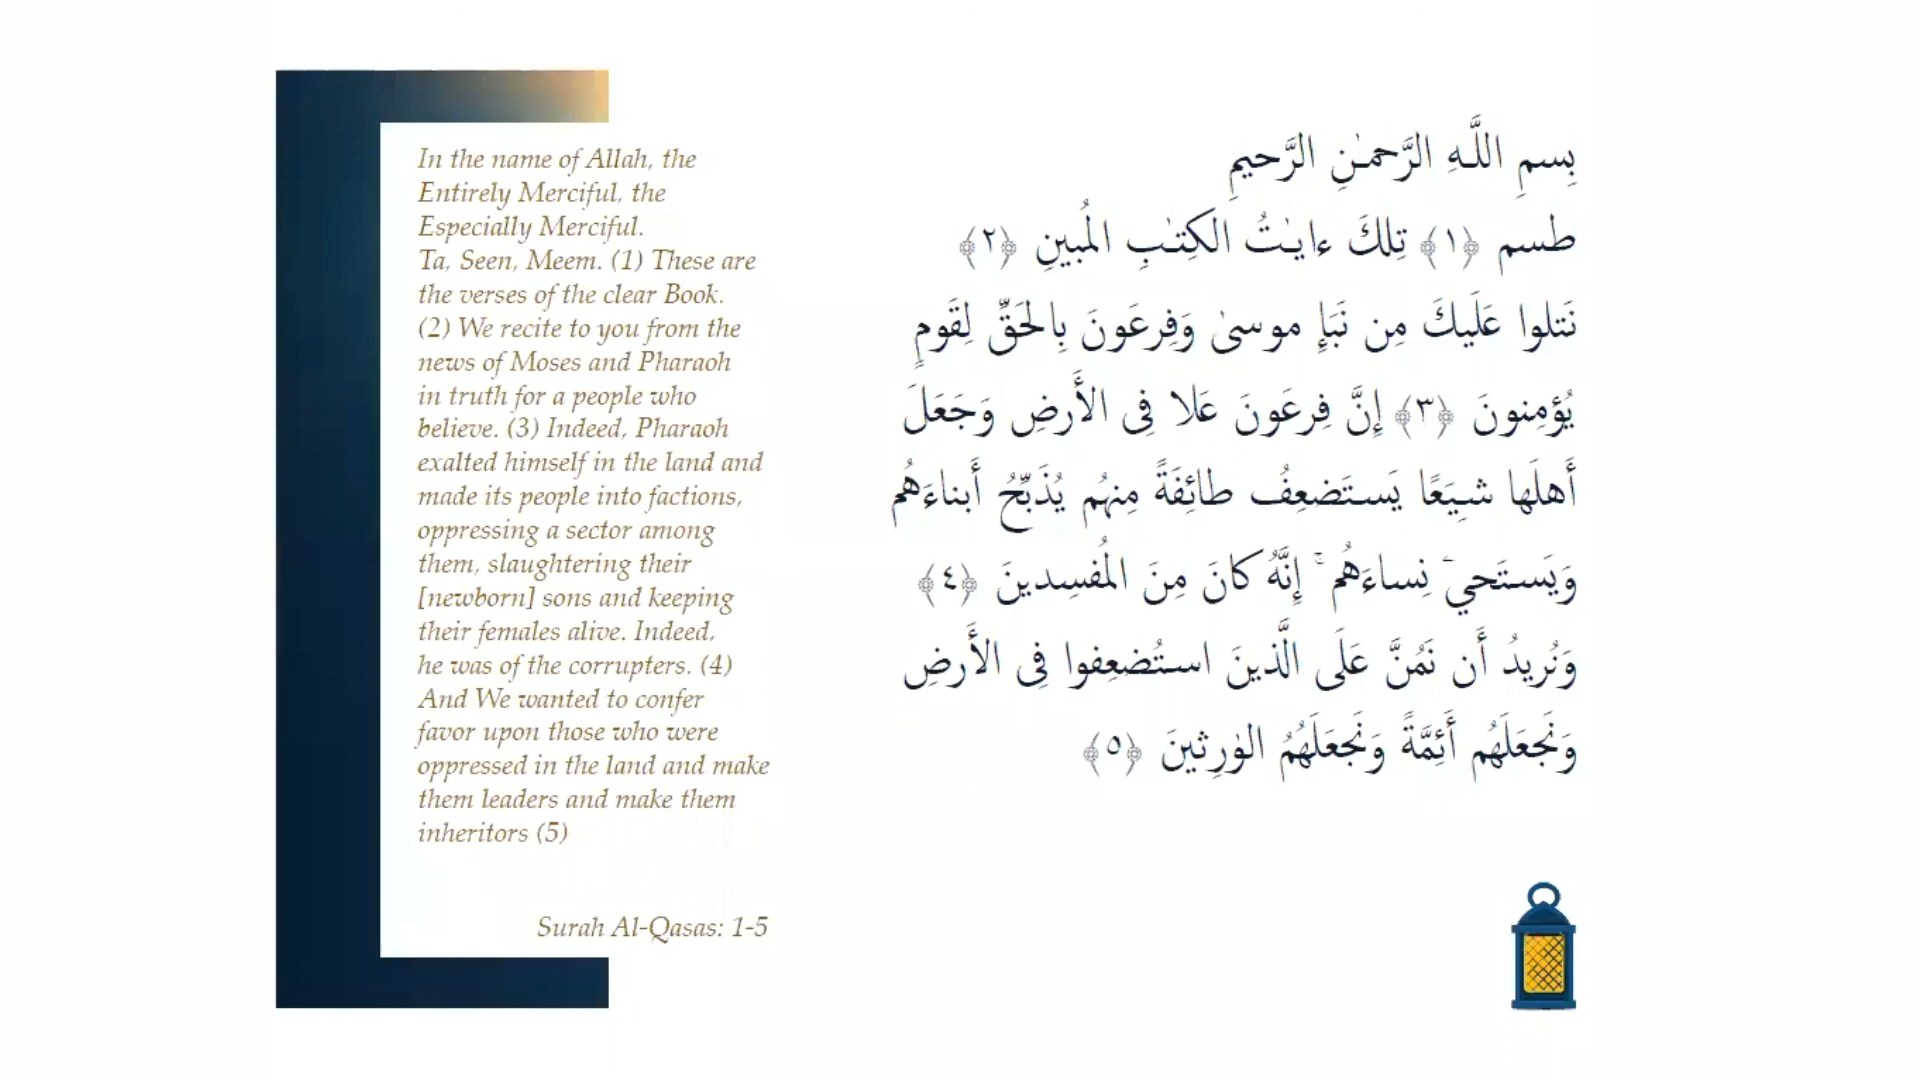 In the name of Allah, the
Entirely Merciful, the
Especially Merciful.
Ta, Seen, Meem. (1) These are
the verses of the clear Book.
(2) We recite to you from the
news of Moses and Pharaoh
in truth for a people who
believe. (3) Indeed, Pharaoh
exalted himself in the land and
made its people into factions,
oppressing a sector among
them, slaughtering their
[newborn] sons and keeping
their females alive. Indeed,
he was of the corrupters. (4)
And We wanted to confer
favor upon those who were
oppressed in the land and make
them leaders and make them
inheritors (5)
Surah Al-Qasas: 1-5
بِسمِ اللَّـهِ الرَّحمـٰنِ الرَّحيمِ
طسم ﴿١﴾ تِلكَ ءايـٰتُ الكِتـٰبِ المُبينِ ﴿٢﴾
نَتلوا عَلَيكَ مِن نَبَإِ موسىٰ وَفِرعَونَ بِالحَقِّ لِقَومٍ
يُؤمِنونَ ﴿٣﴾ إِنَّ فِرعَونَ عَلا فِى الأَرضِ وَجَعَلَ
أَهلَها شِيَعًا يَستَضعِفُ طائِفَةً مِنهُم يُذَبِّحُ أَبناءَهُم
وَيَستَحيۦ نِساءَهُم ۚ إِنَّهُ كانَ مِنَ المُفسِدينَ ﴿٤﴾
وَنُريدُ أَن نَمُنَّ عَلَى الَّذينَ استُضعِفوا فِى الأَرضِ
وَنَجعَلَهُم أَئِمَّةً وَنَجعَلَهُمُ الوٰرِثينَ ﴿٥﴾